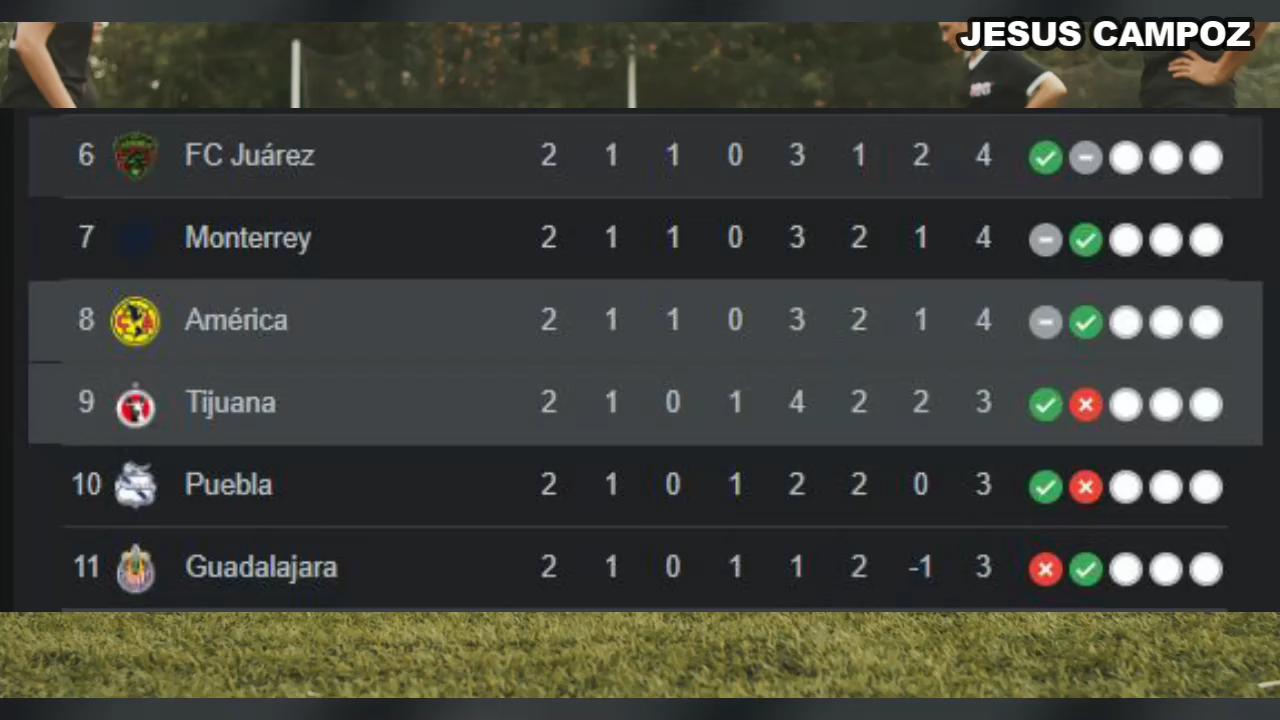 JESUS CAMPOZ
6 FC Juárez 2 1 1 0 3 1 2 4
7 Monterrey 2 1 1 0 3 2 1 4
8 América 2 1 1 0 3 2 1 4
9 Tijuana 2 1 0 1 4 2 2 3
10 Puebla 2 1 0 1 2 2 0 3
11 Guadalajara 2 1 0 1 1 2 -1 3